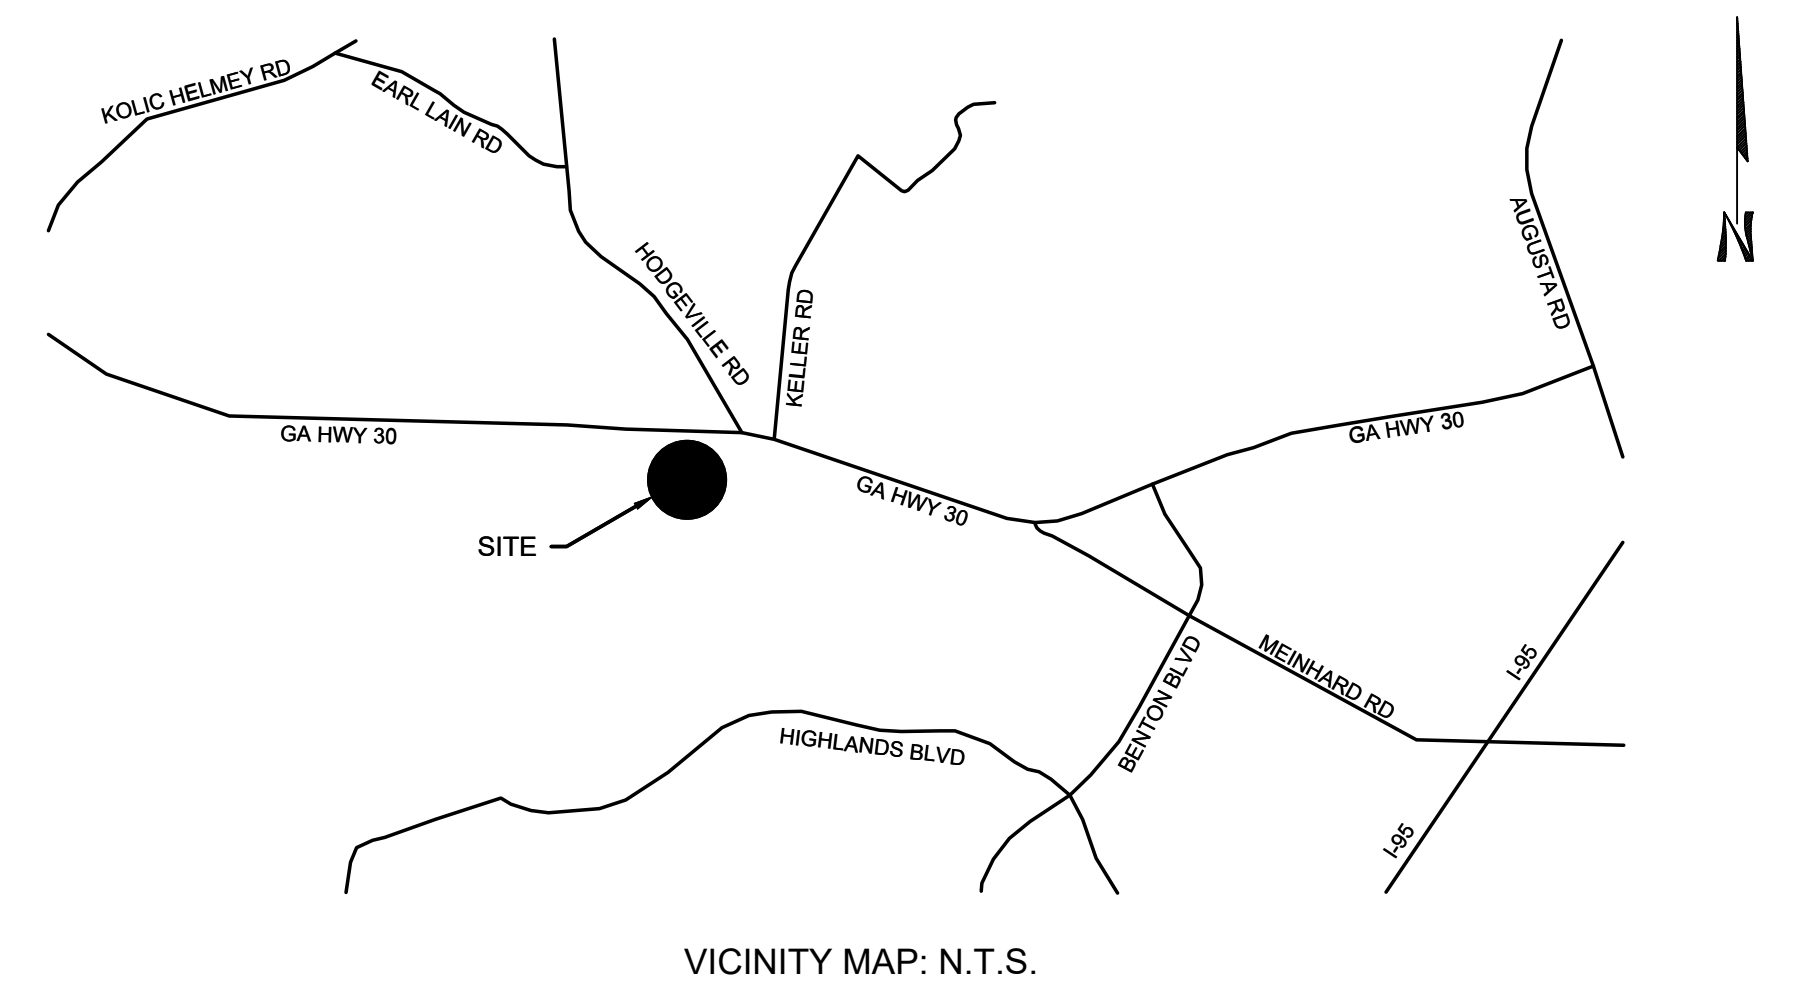 KOLIC HELMEY RD
EARL LAIN RD
HODGEVILLE RD
KELLER RD
AUGUSTA RD
N
GA HWY 30
GA HWY 30
GA HWY 30
SITE
MEINHARD RD
I-95
BENTON BLVD
HIGHLANDS BLVD
I-95
VICINITY MAP: N.T.S.